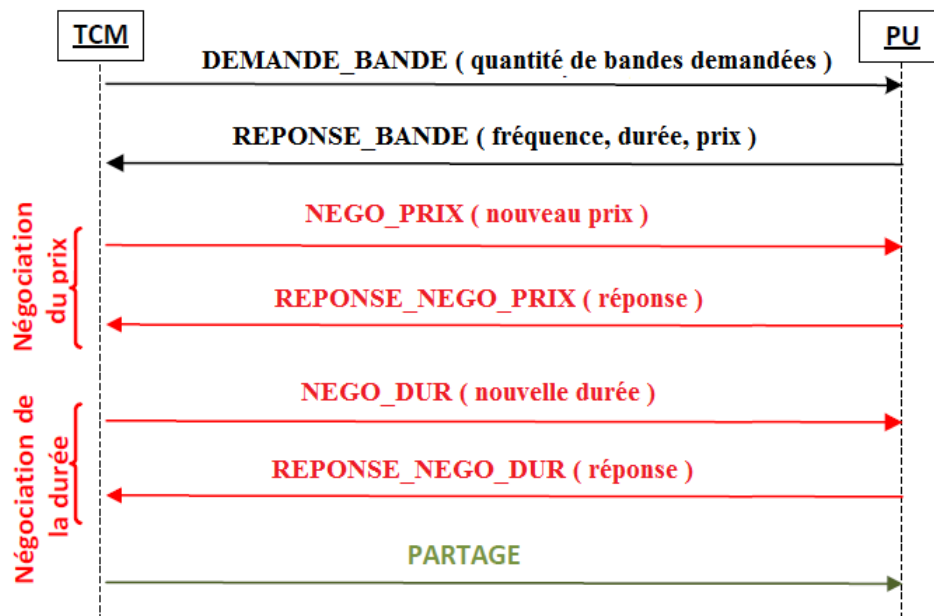 TCM
PU
DEMANDE_BANDE ( quantité de bandes demandées )
REPONSE_BANDE ( fréquence, durée, prix )
Négociation
du prix
NEGO_PRIX ( nouveau prix )
REPONSE_NEGO_PRIX ( réponse )
Négociation de
la durée
NEGO_DUR ( nouvelle durée )
REPONSE_NEGO_DUR ( réponse )
PARTAGE